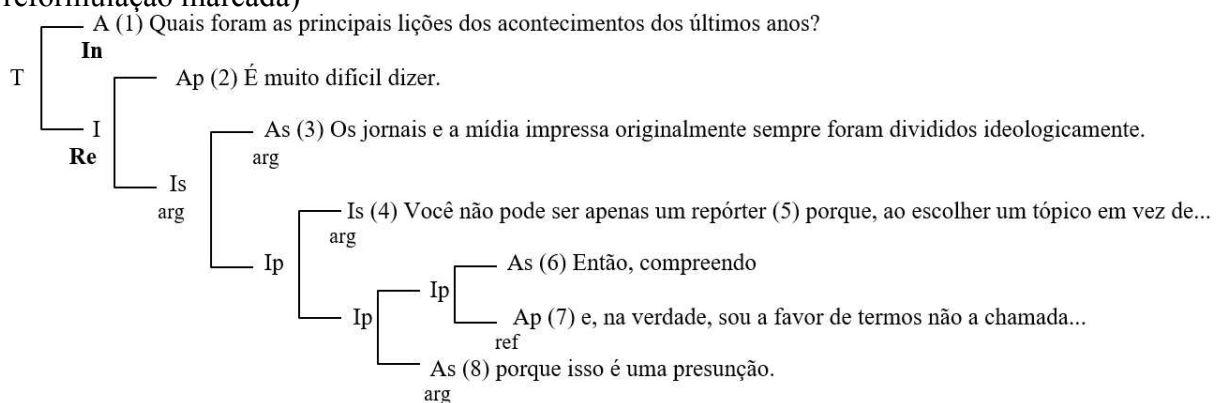 reformulação marcada)
A (1) Quais foram as principais lições dos acontecimentos dos últimos anos?
In
T
Ap (2) É muito difícil dizer.
I
Re
As (3) Os jornais e a mídia impressa originalmente sempre foram divididos ideologicamente.
arg
Is
arg
Is (4) Você não pode ser apenas um repórter (5) porque, ao escolher um tópico em vez de...
arg
Ip
As (6) Então, compreendo
Ip
Ip
Ap (7) e, na verdade, sou a favor de termos não a chamada...
ref
As (8) porque isso é uma presunção.
arg